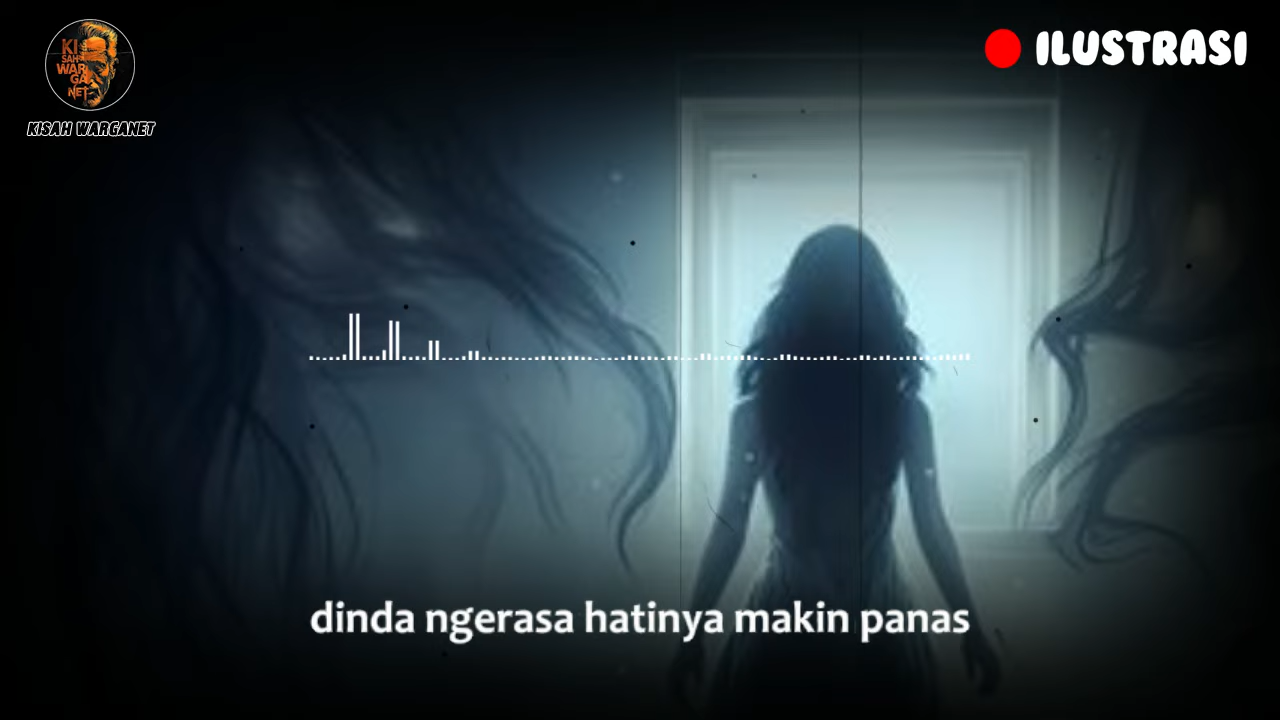 KI
SAH
WAR
GA
NET
KISAH WARGANET
ILUSTRASI
dinda ngerasa hatinya makin panas